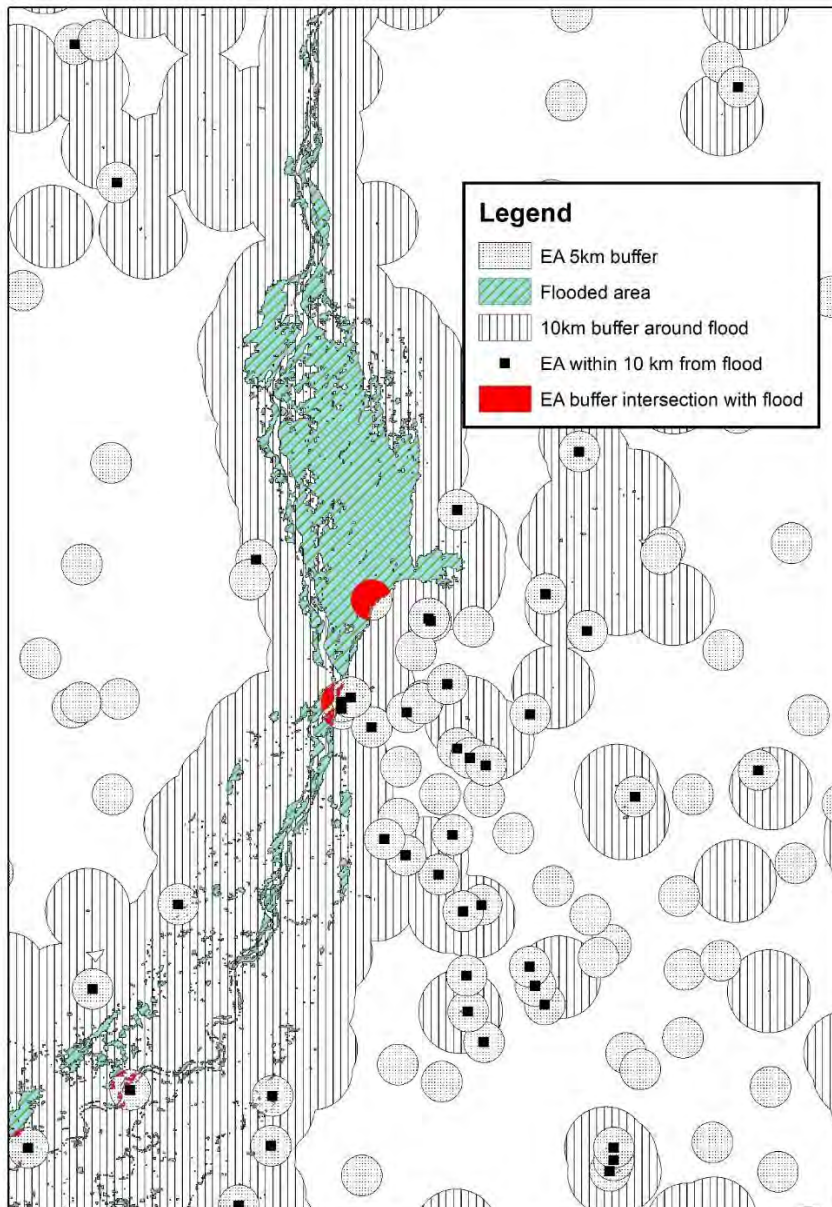 Legend
EA 5km buffer
Flooded area
10km buffer around flood
EA within 10 km from flood
EA buffer intersection with flood